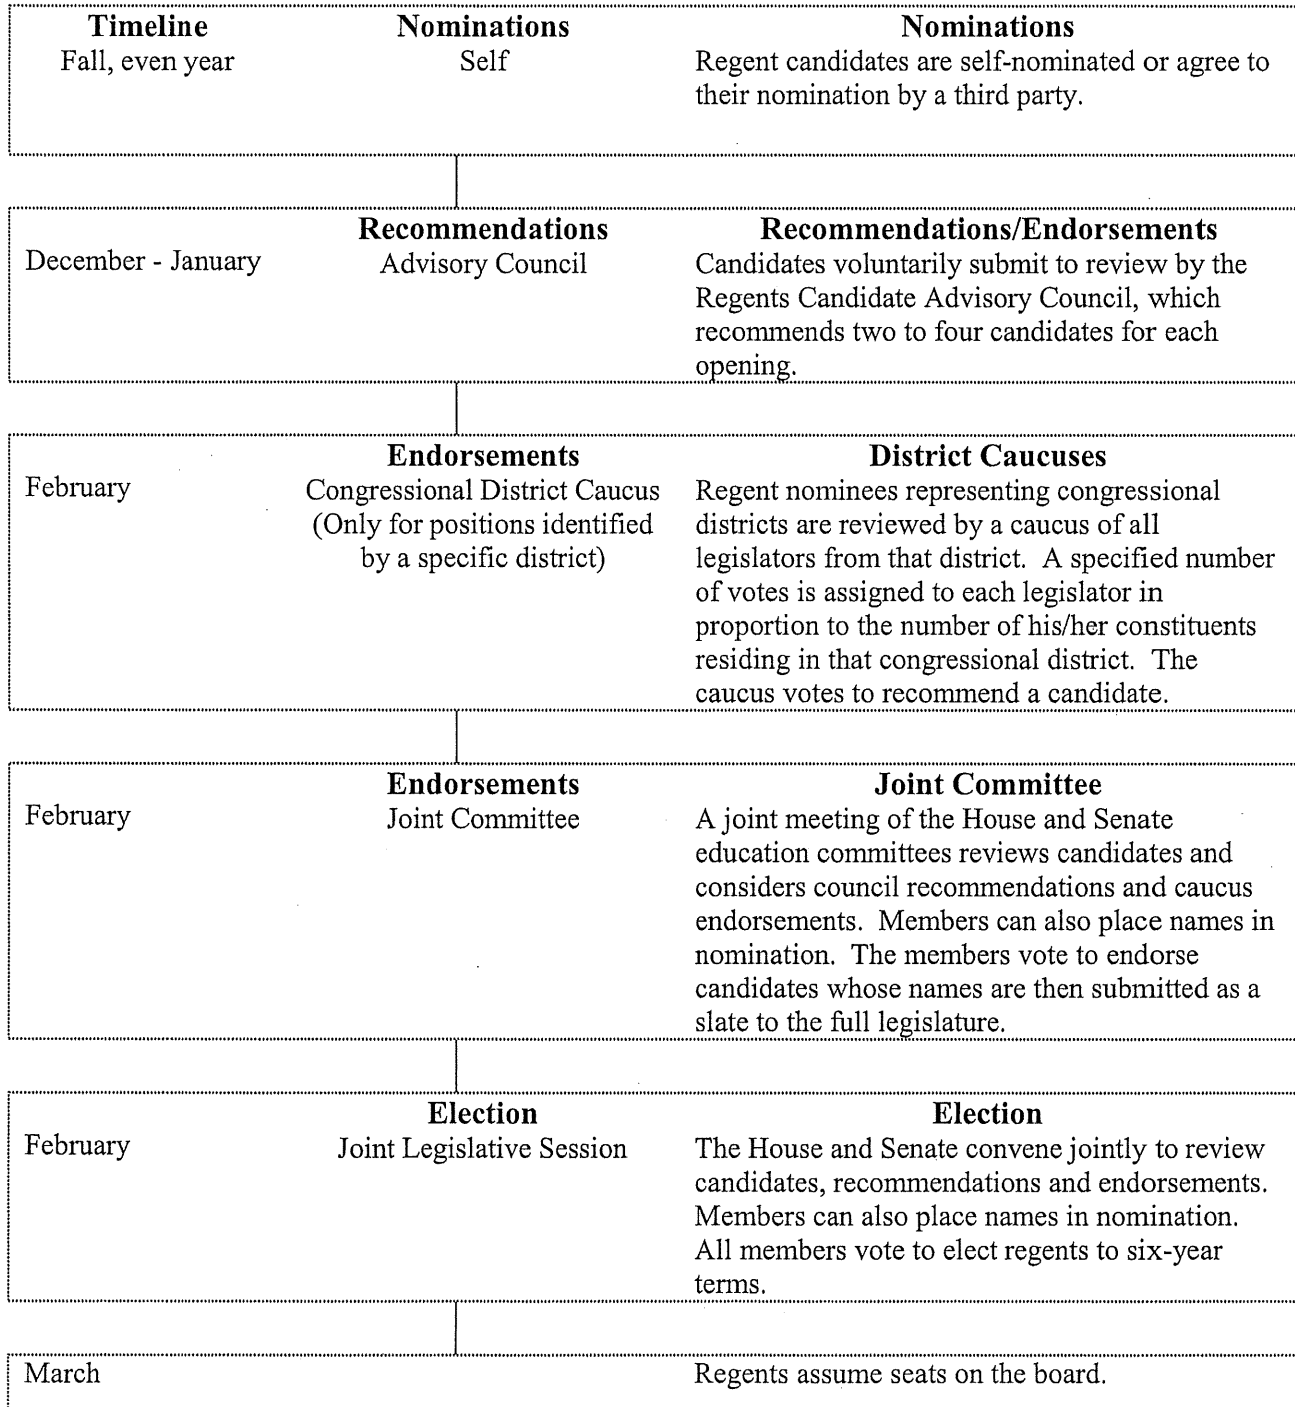 Timeline Nominations Nominations
Fall, even year Self Regent candidates are self-nominated or agree to
their nomination by a third party.
Recommendations Recommendations/Endorsements
December - January Advisory Council Candidates voluntarily submit to review by the
Regents Candidate Advisory Council, which
recommends two to four candidates for each
opening.
Endorsements District Caucuses
February Congressional District Caucus Regent nominees representing congressional
(Only for positions identified districts are reviewed by a caucus of all
by a specific district) legislators from that district. A specified number
of votes is assigned to each legislator in
proportion to the number of his/her constituents
residing in that congressional district. The
caucus votes to recommend a candidate.
Endorsements Joint Committee
February Joint Committee A joint meeting of the House and Senate
education committees reviews candidates and
considers council recommendations and caucus
endorsements. Members can also place names in
nomination. The members vote to endorse
candidates whose names are then submitted as a
slate to the full legislature.
Election Election
February Joint Legislative Session The House and Senate convene jointly to review
candidates, recommendations and endorsements.
Members can also place names in nomination.
All members vote to elect regents to six-year
terms.
March Regents assume seats on the board.